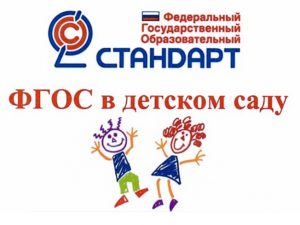 Федеральный
Государственный
Образовательный
СТАНДАРТ
ФГОС в детском саду